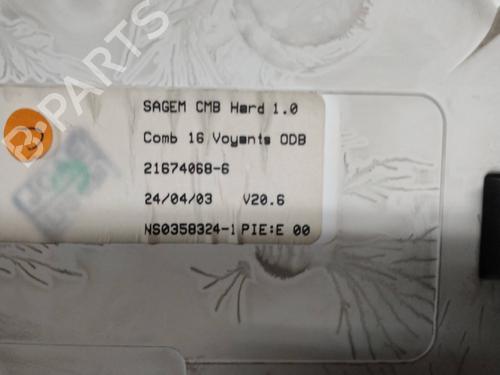 B-PARTS
SAGEM CMB Hard 1.0
Comb 16 Voyants ODB
21674068-6
24/04/03 V20.6
NS0358324-1 PIE:E 00